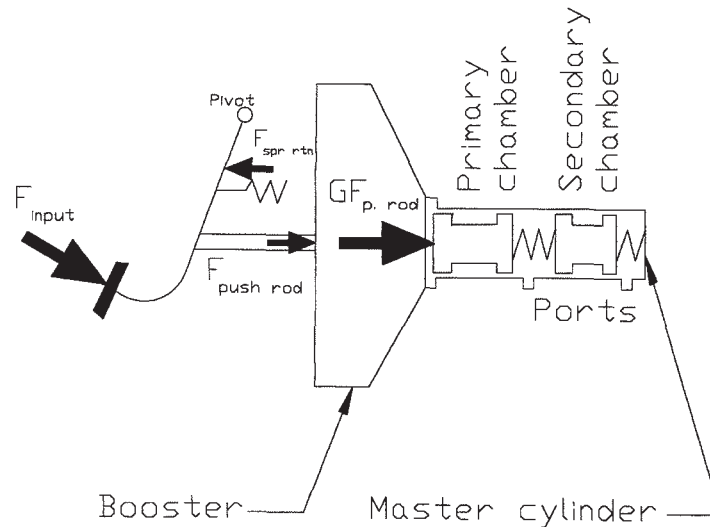 Primary
chamber
Secondary
chamber
Pivot
F spr rtn
F input
GF p. rod
F push rod
Ports
Booster
Master cylinder